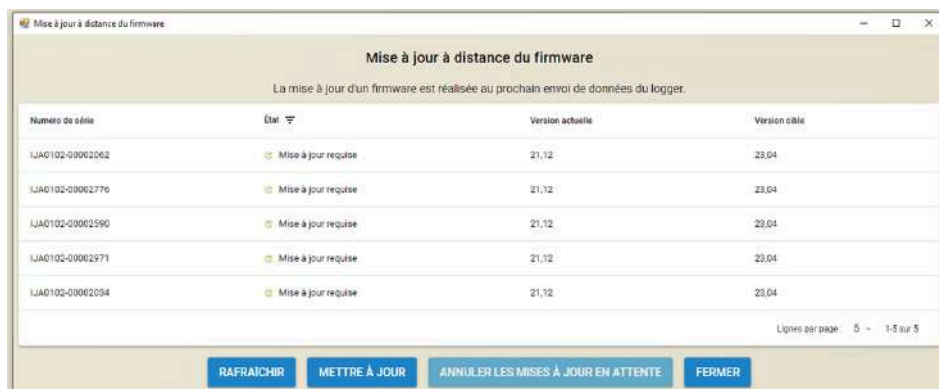 Mise à jour à distance du firmware
Mise à jour à distance du firmware
La mise à jour d'un firmware est réalisée au prochain envoi de données du logger.
Numéro de série État Version actuelle Version cible
IJA0102-00002062 Mise à jour requise 21,12 23,04
IJA0102-00002776 Mise à jour requise 21,12 23,04
IJA0102-00002590 Mise à jour requise 21,12 23,04
IJA0102-00002971 Mise à jour requise 21,12 23,04
IJA0102-00002034 Mise à jour requise 21,12 23,04
Lignes par page : 5 1-5 sur 5
RAFRAÎCHIR METTRE À JOUR ANNULER LES MISES À JOUR EN ATTENTE FERMER